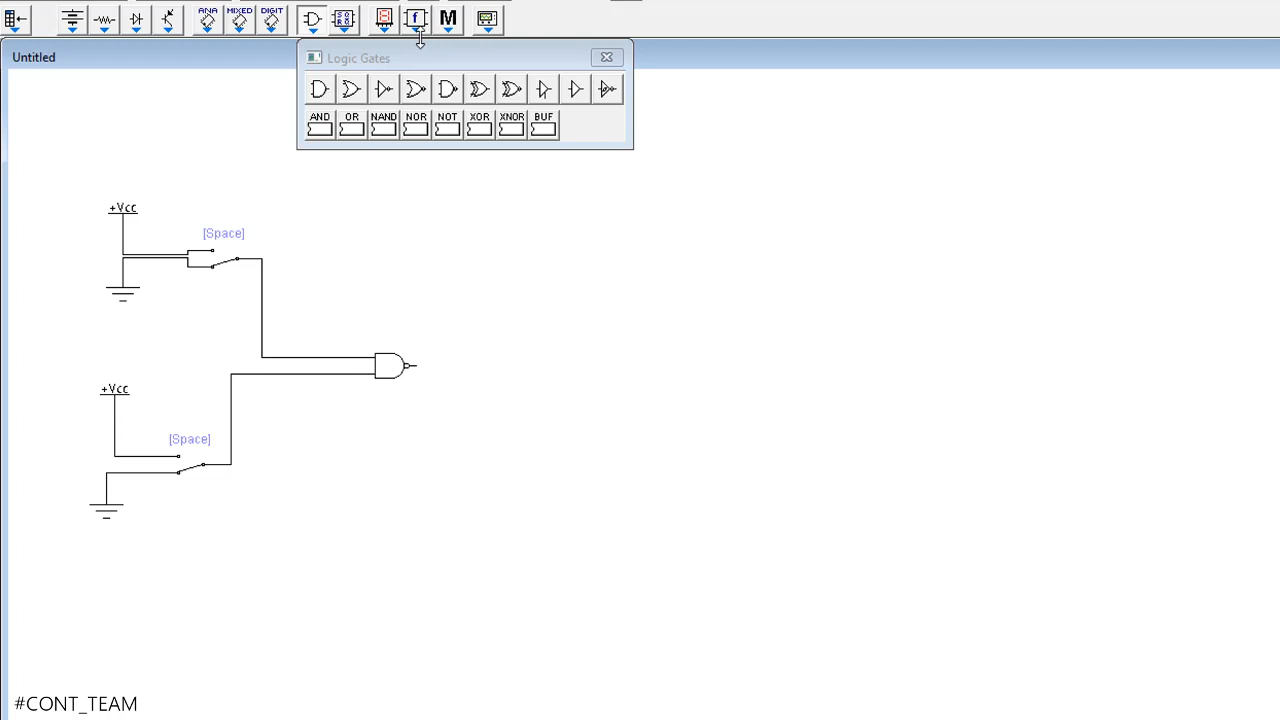 ANA MIXED DIGIT M
Untitled
Logic Gates
AND OR NAND NOR NOT XOR XNOR BUF
+Vcc
[Space]
+Vcc
[Space]
#CONT_TEAM